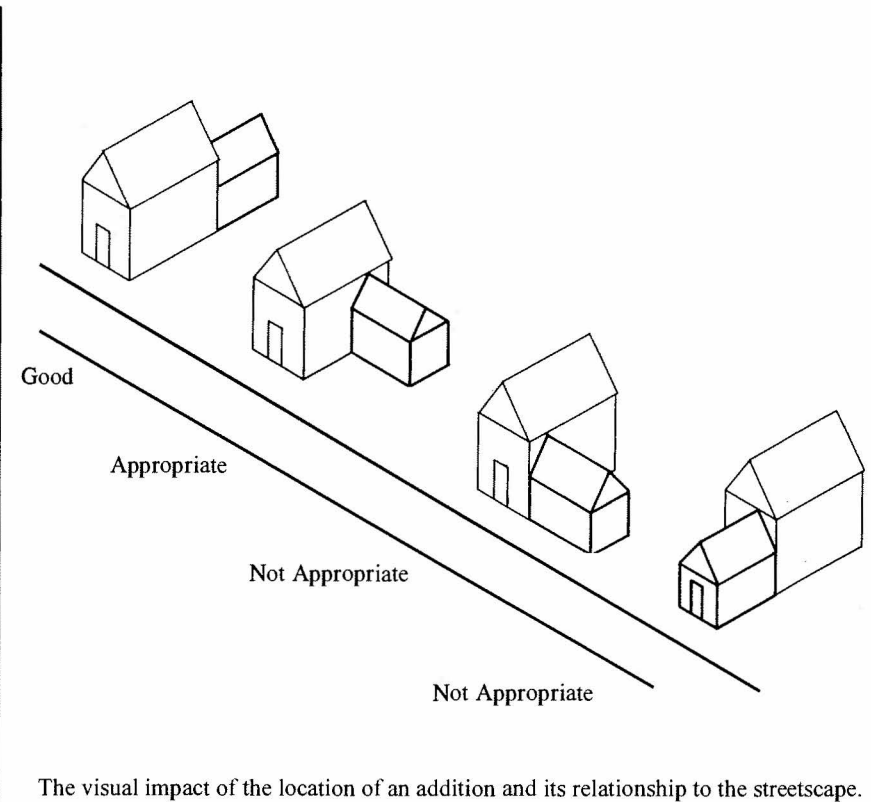 Good
Appropriate
Not Appropriate
Not Appropriate
The visual impact of the location of an addition and its relationship to the streetscape.